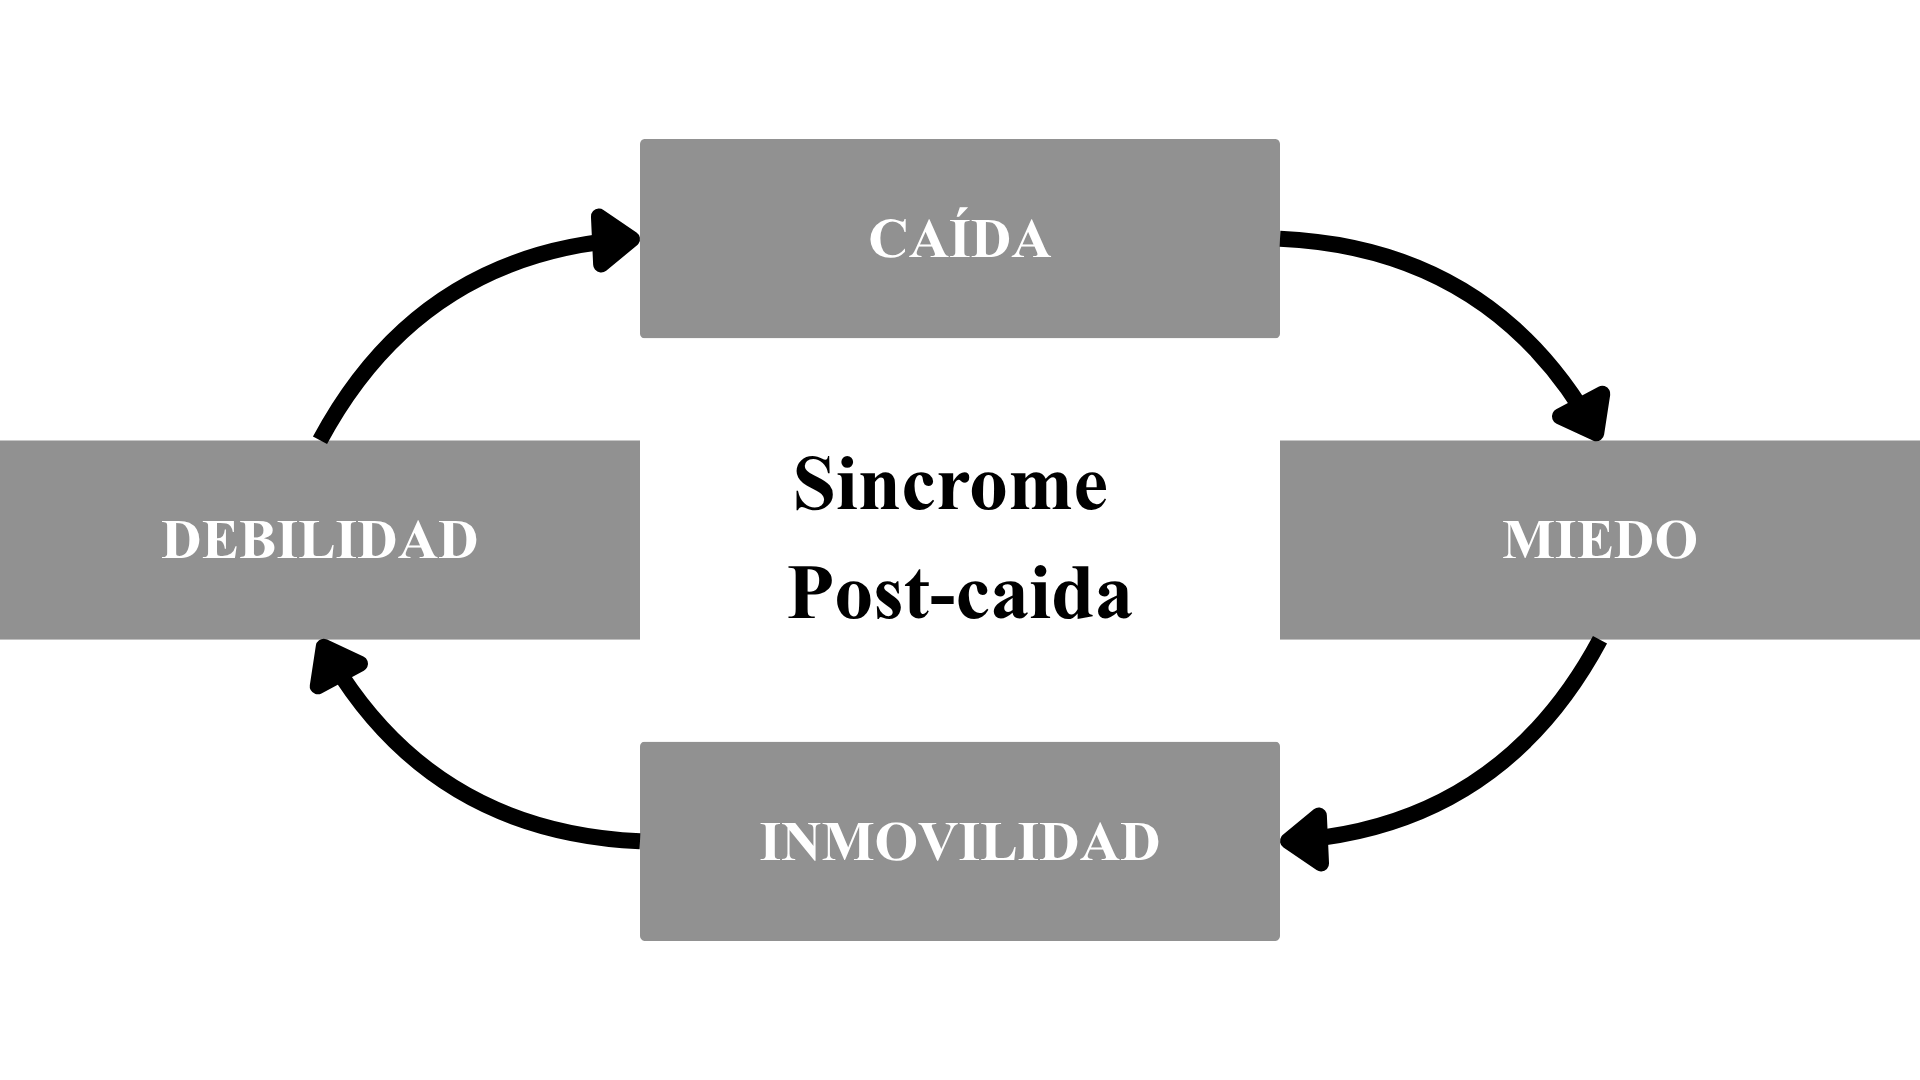 CAÍDA
Sincrome
Post-caida
DEBILIDAD
MIEDO
INMOVILIDAD